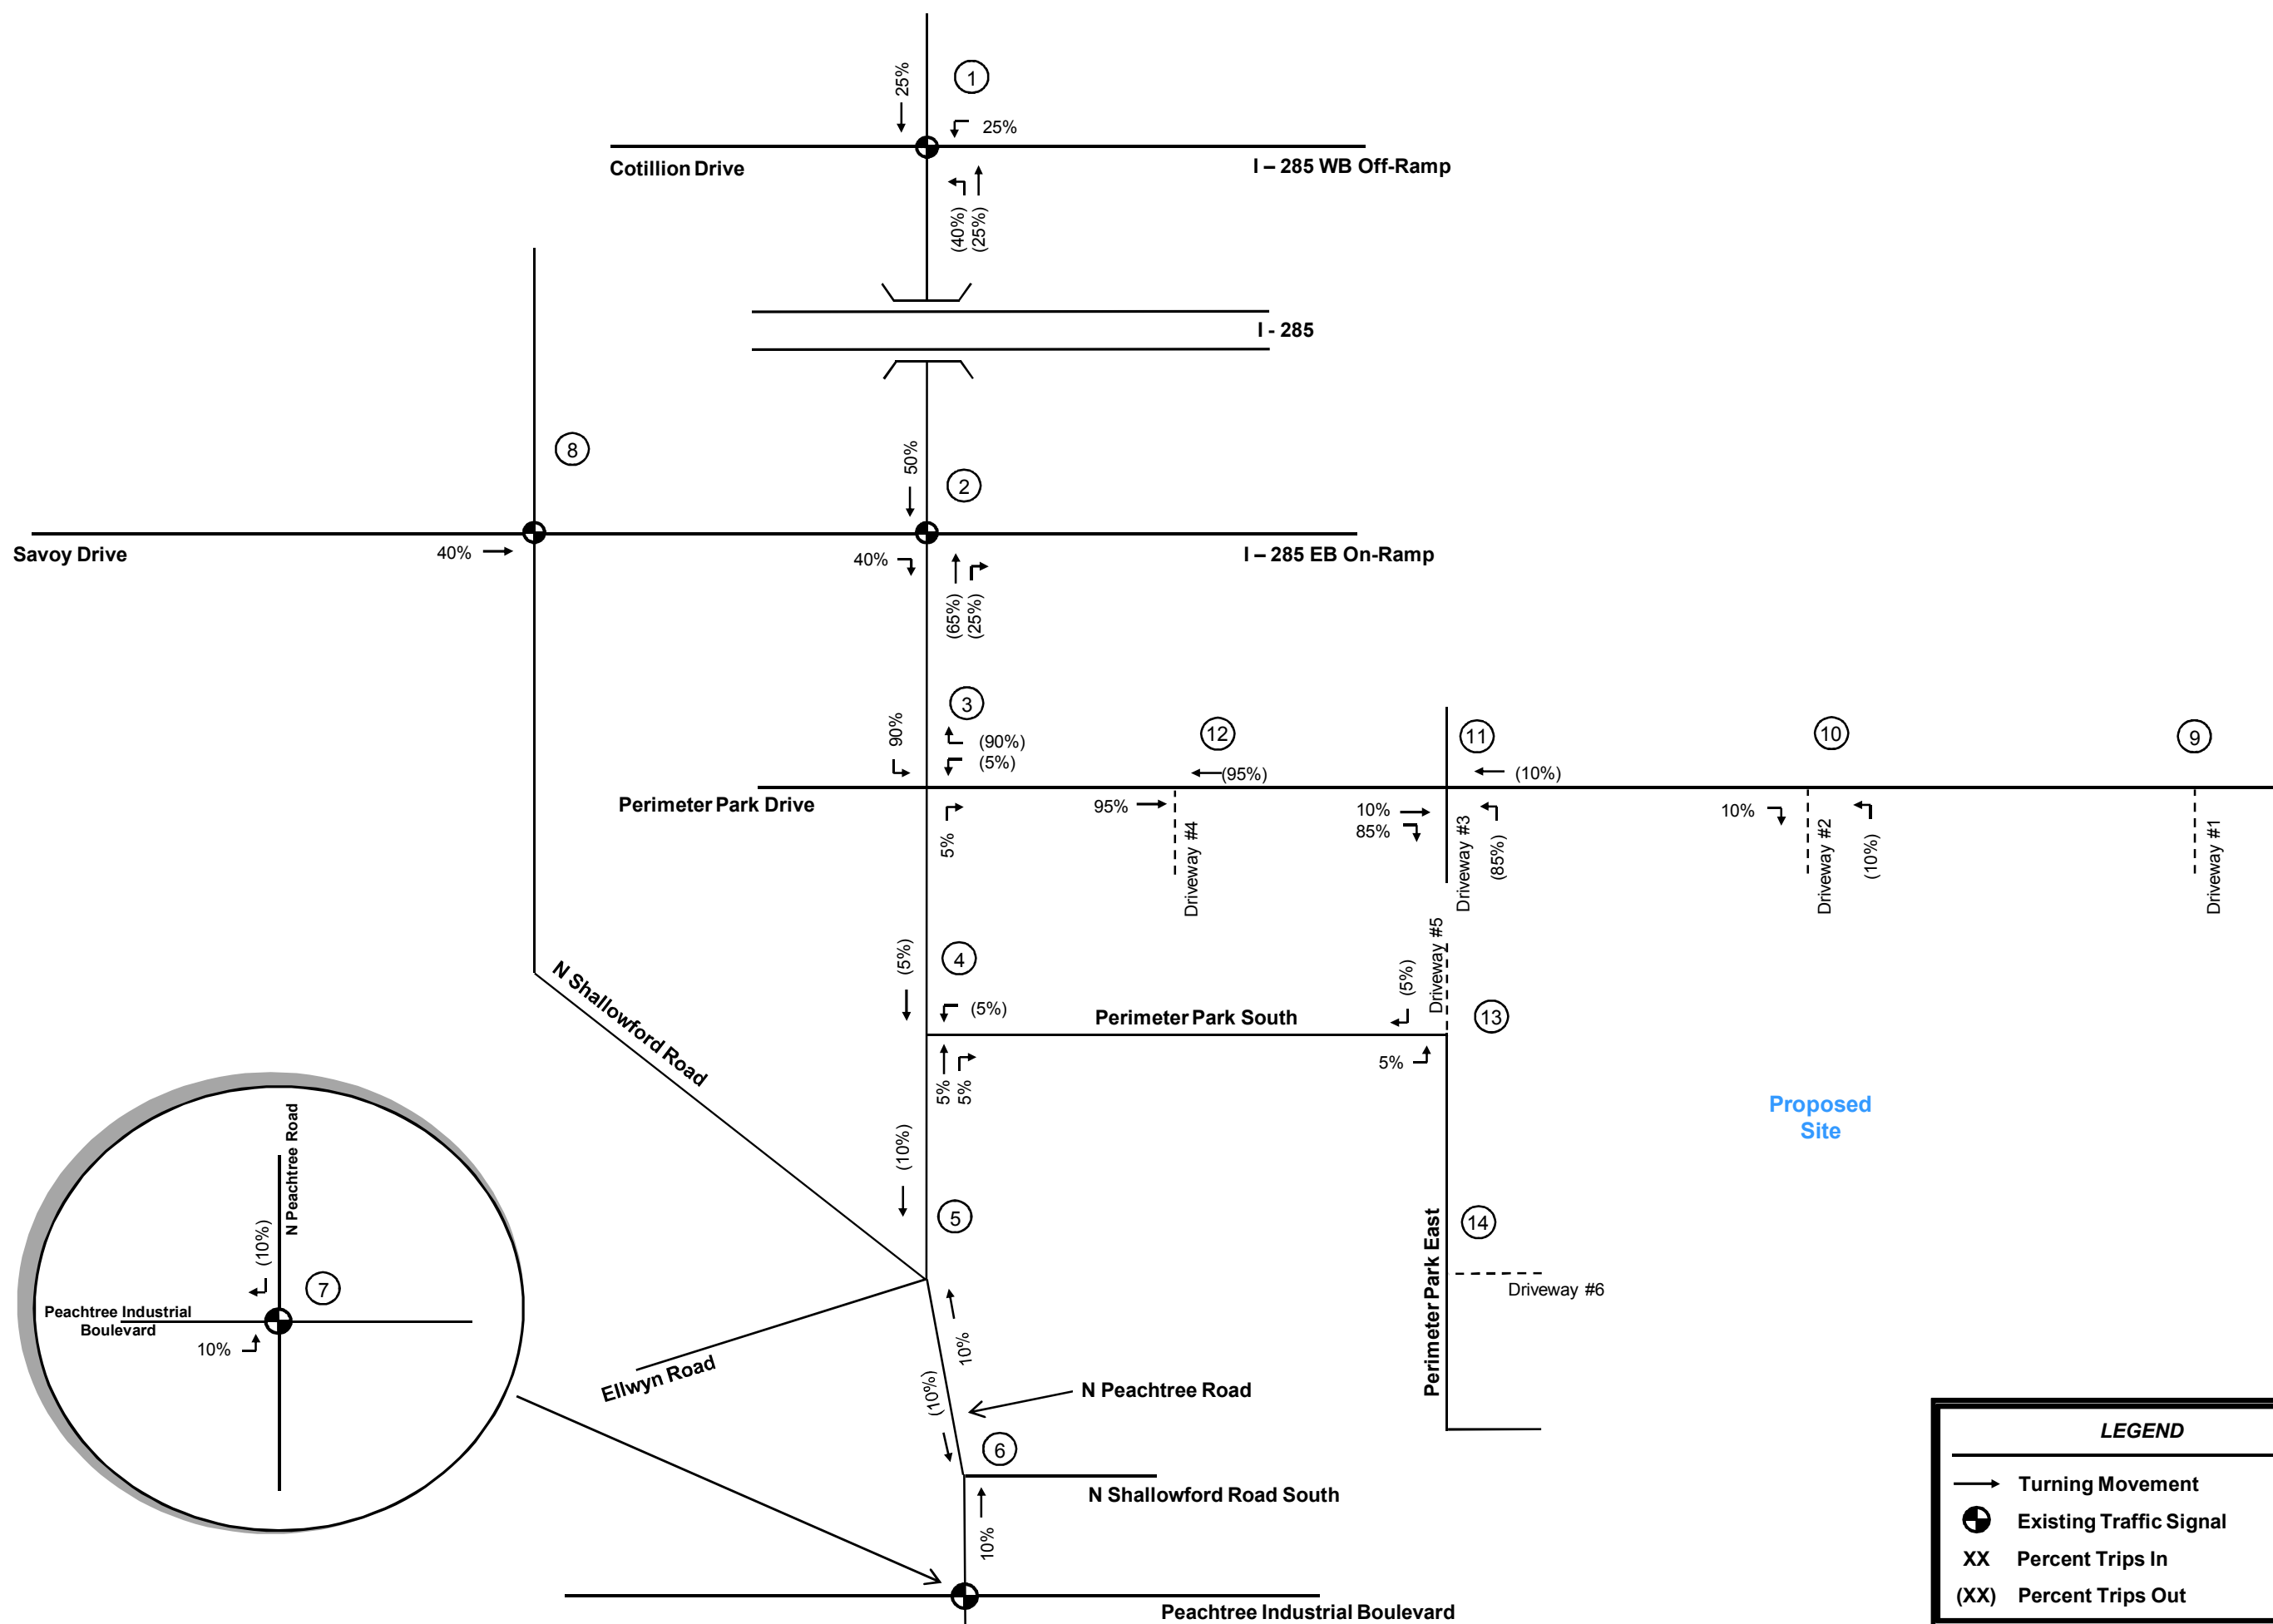 25%
1
25%
Cotillion Drive
I – 285 WB Off-Ramp
(40%)
(25%)
I - 285
8
50%
2
Savoy Drive
40%
40%
I – 285 EB On-Ramp
(65%)
(25%)
3
90%
(90%)
(5%)
12
11
10
9
(95%)
(10%)
Perimeter Park Drive
5%
95%
Driveway #4
10%
85%
Driveway #3
(85%)
10%
Driveway #2
(10%)
Driveway #1
(5%)
4
(5%)
Perimeter Park South
(5%)
Driveway #5
13
5%
5%
5%
N Shallowford Road
Proposed
Site
(10%)
5
14
Perimeter Park East
Driveway #6
N Peachtree Road
(10%)
7
Peachtree Industrial
Boulevard
10%
Ellwyn Road
10%
(10%)
N Peachtree Road
6
N Shallowford Road South
10%
Peachtree Industrial Boulevard
LEGEND
Turning Movement
Existing Traffic Signal
XX Percent Trips In
(XX) Percent Trips Out